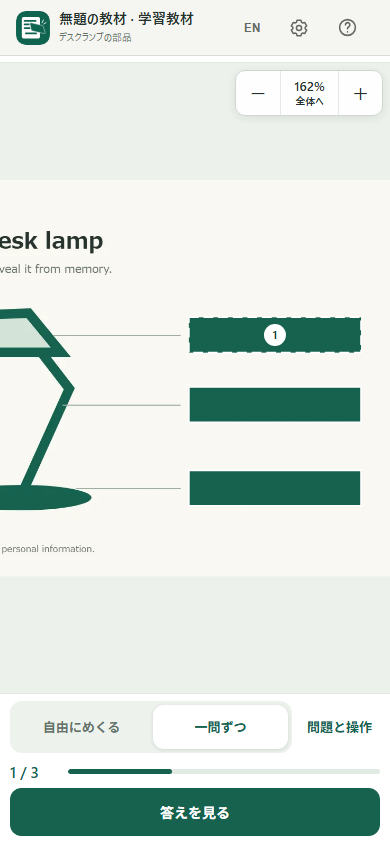 無題の教材 · 学習教材
デスクランプの部品
EN
162%
全体へ
esk lamp
veal it from memory.
1
personal information.
自由にめくる
一問ずつ
問題と操作
1 / 3
答えを見る